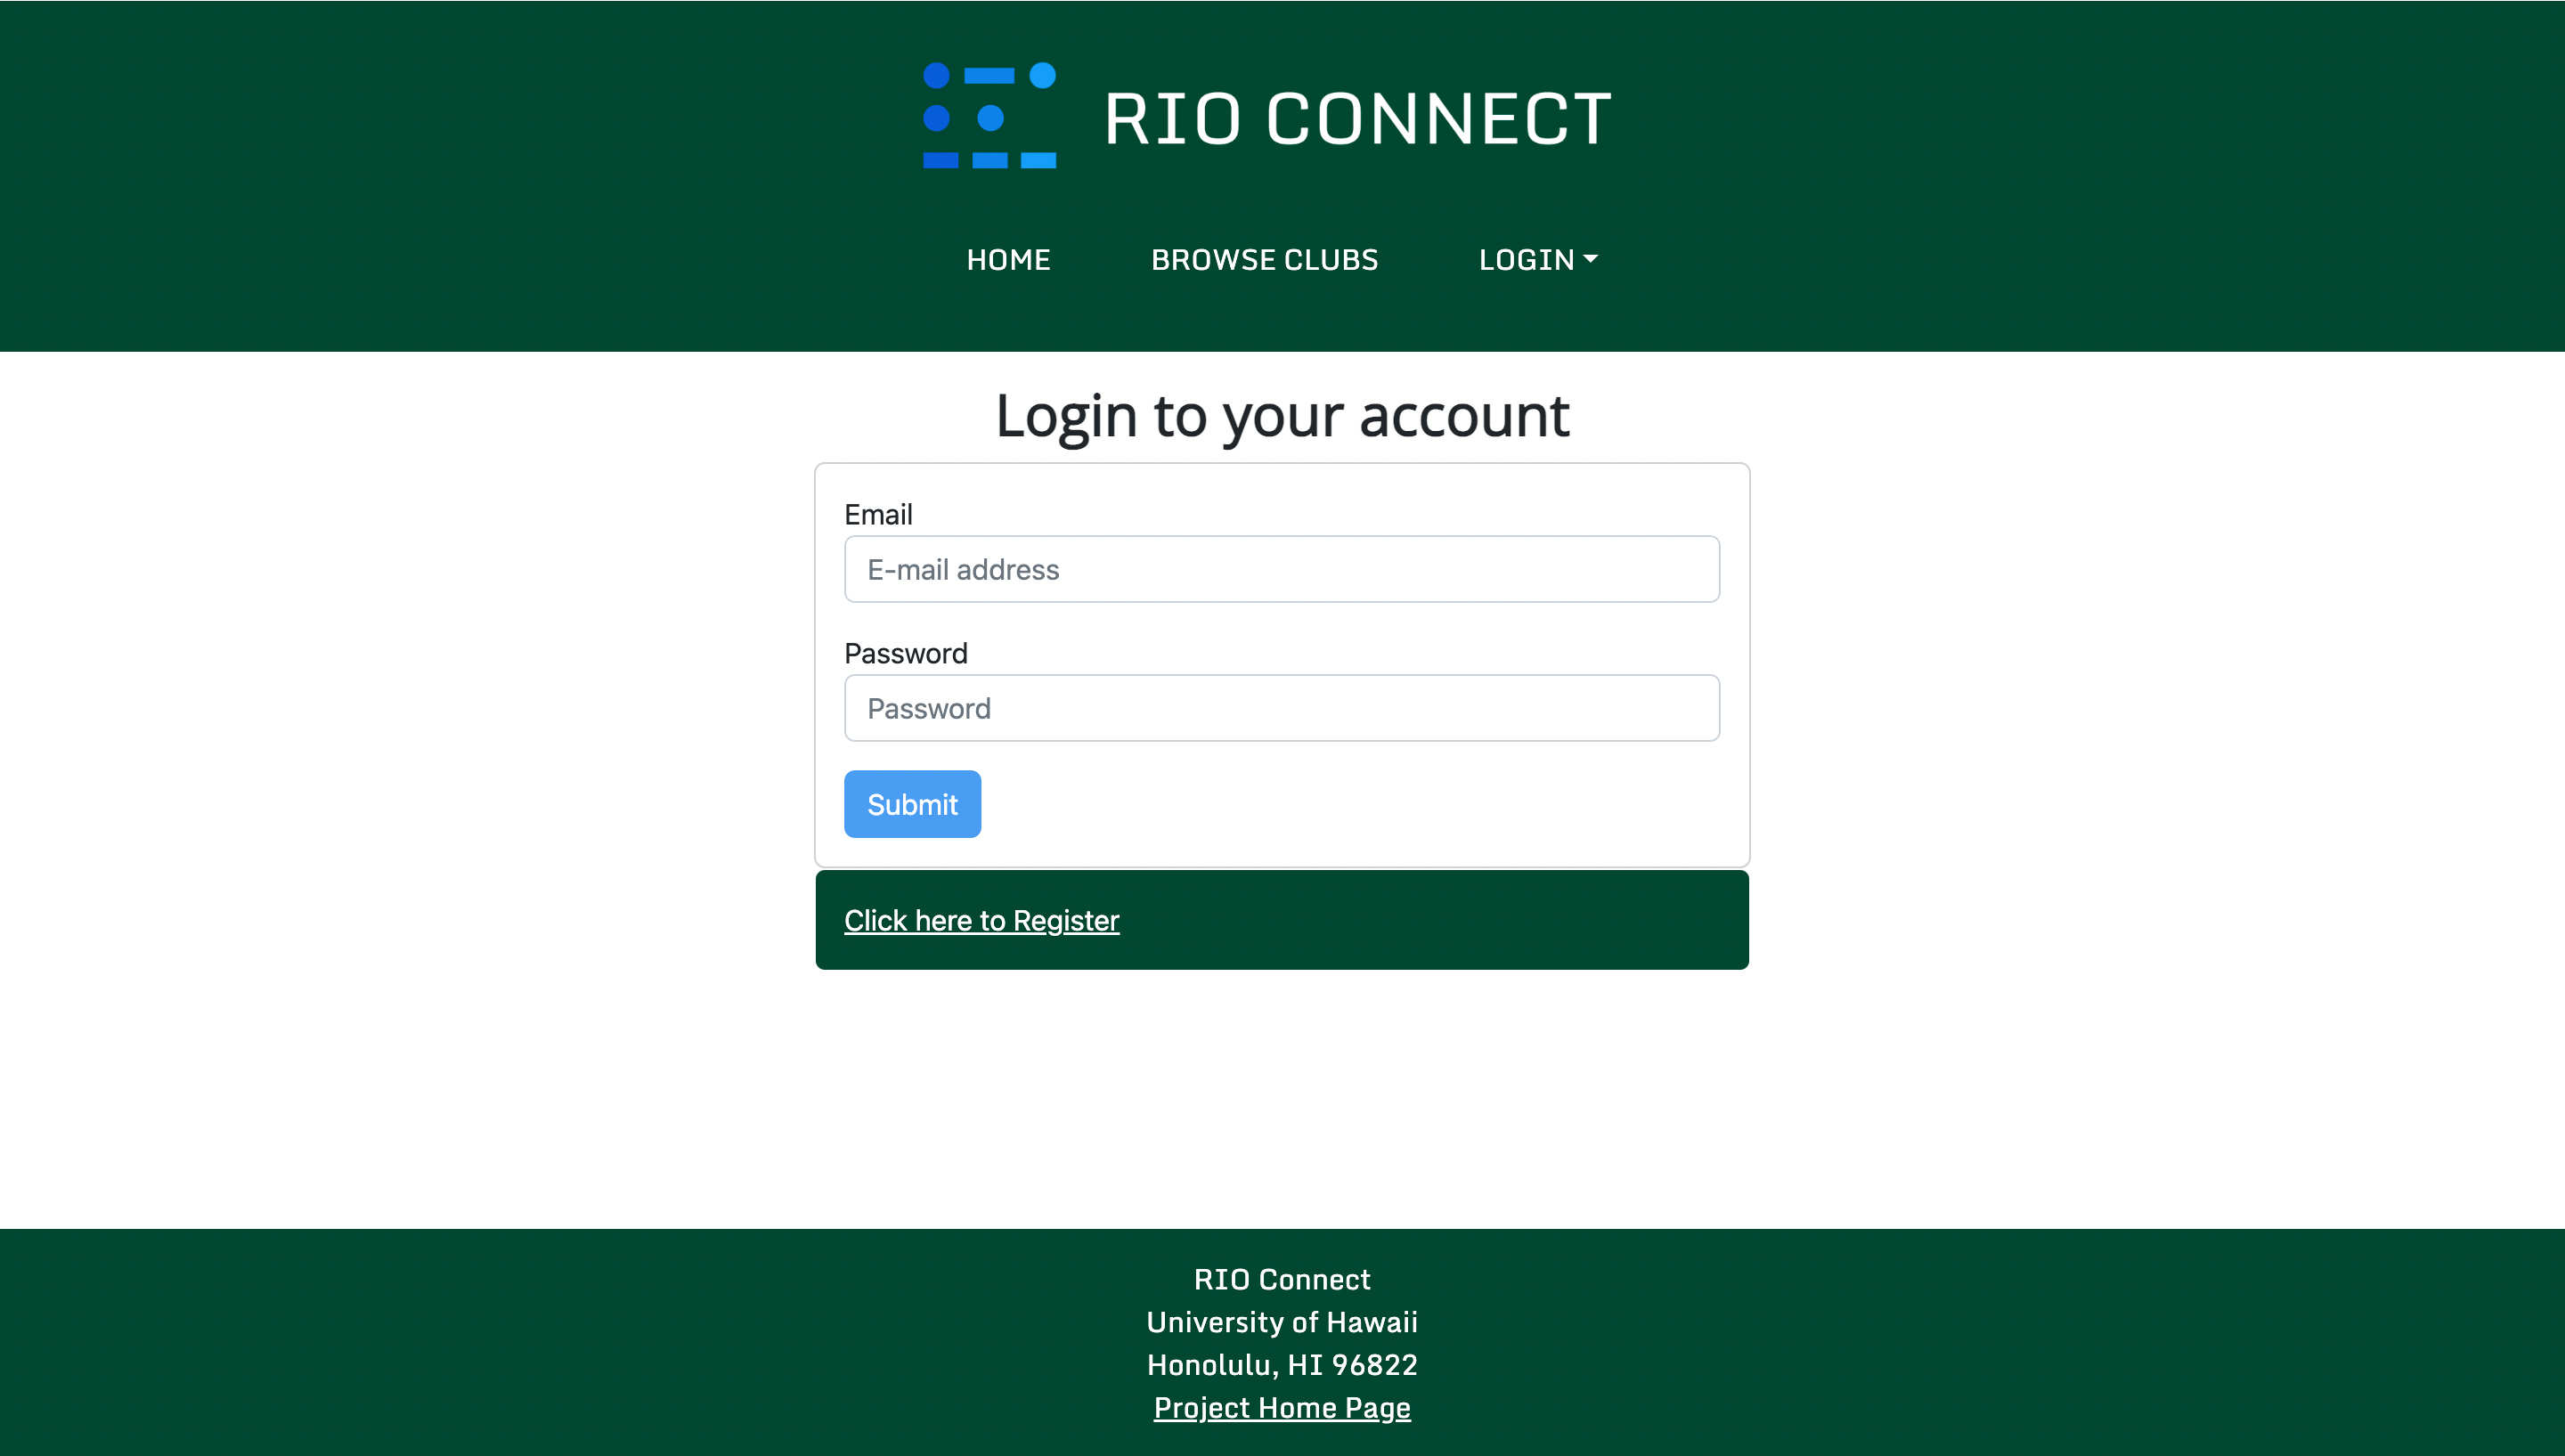 RIO CONNECT
HOME BROWSE CLUBS LOGIN
Login to your account
Email
E-mail address
Password
Password
Submit
Click here to Register
RIO Connect
University of Hawaii
Honolulu, HI 96822
Project Home Page